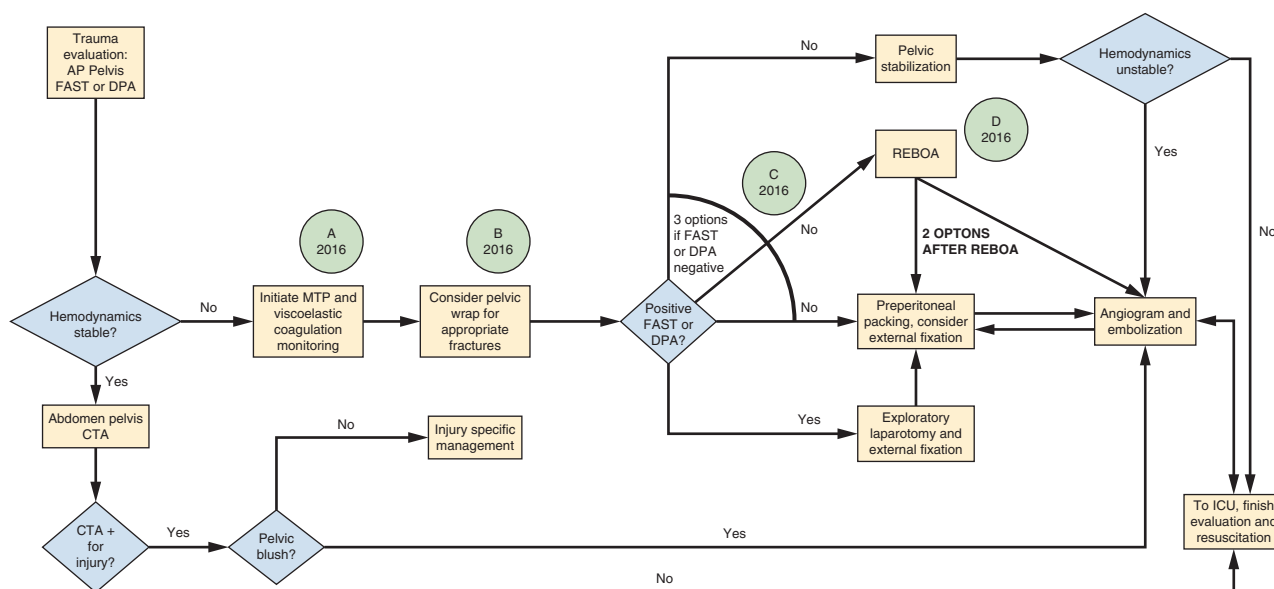 Trauma
evaluation:
AP Pelvis
FAST or DPA
Hemodynamics
stable?
No
Yes
A
2016
Initiate MTP and
viscoelastic
coagulation
monitoring
B
2016
Consider pelvic
wrap for
appropriate
fractures
Positive
FAST or
DPA?
3 options
if FAST
or DPA
negative
No
Pelvic
stabilization
Hemodynamics
unstable?
Yes
No
C
2016
No
REBOA
D
2016
2 OPTONS
AFTER REBOA
No
Preperitoneal
packing, consider
external fixation
Angiogram and
embolization
Yes
Exploratory
laparotomy and
external fixation
Abdomen pelvis
CTA
CTA +
for
injury?
Yes
Pelvic
blush?
No
Injury specific
management
Yes
No
To ICU, finish
evaluation and
resuscitation